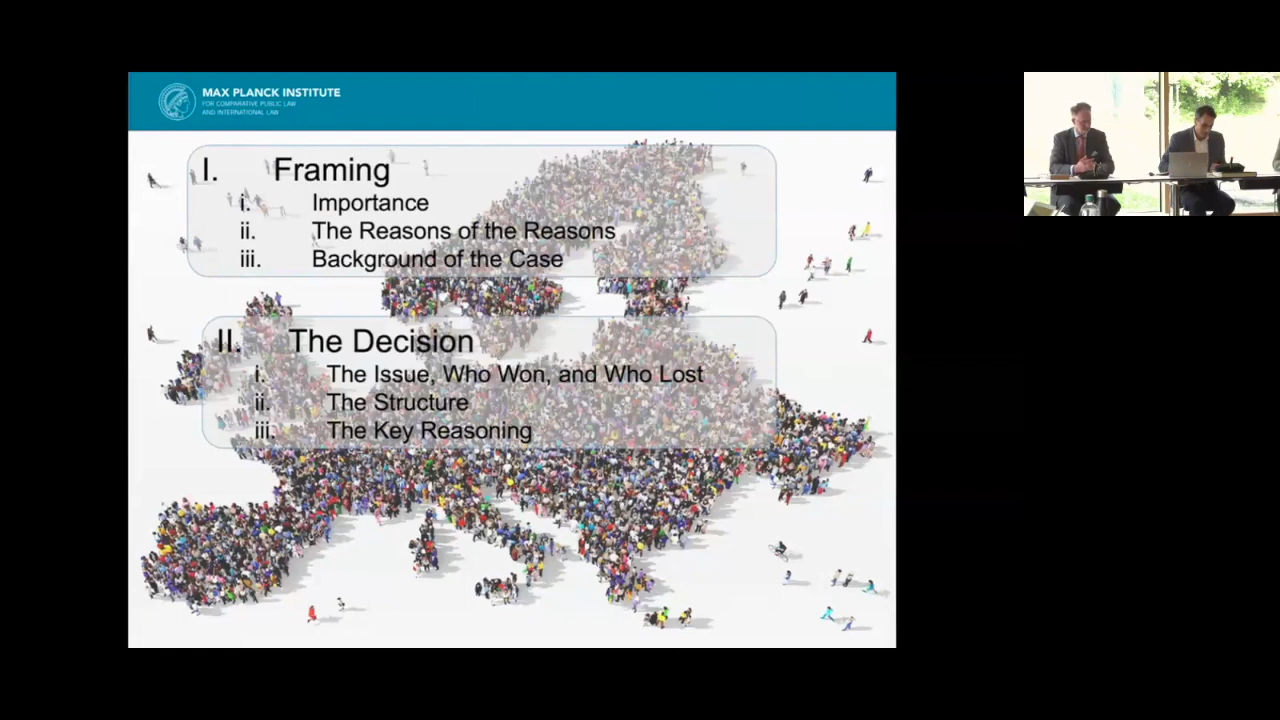 MAX PLANCK INSTITUTE
FOR COMPARATIVE PUBLIC LAW
AND INTERNATIONAL LAW
I. Framing
i. Importance
ii. The Reasons of the Reasons
iii. Background of the Case
II. The Decision
i. The Issue, Who Won, and Who Lost
ii. The Structure
iii. The Key Reasoning